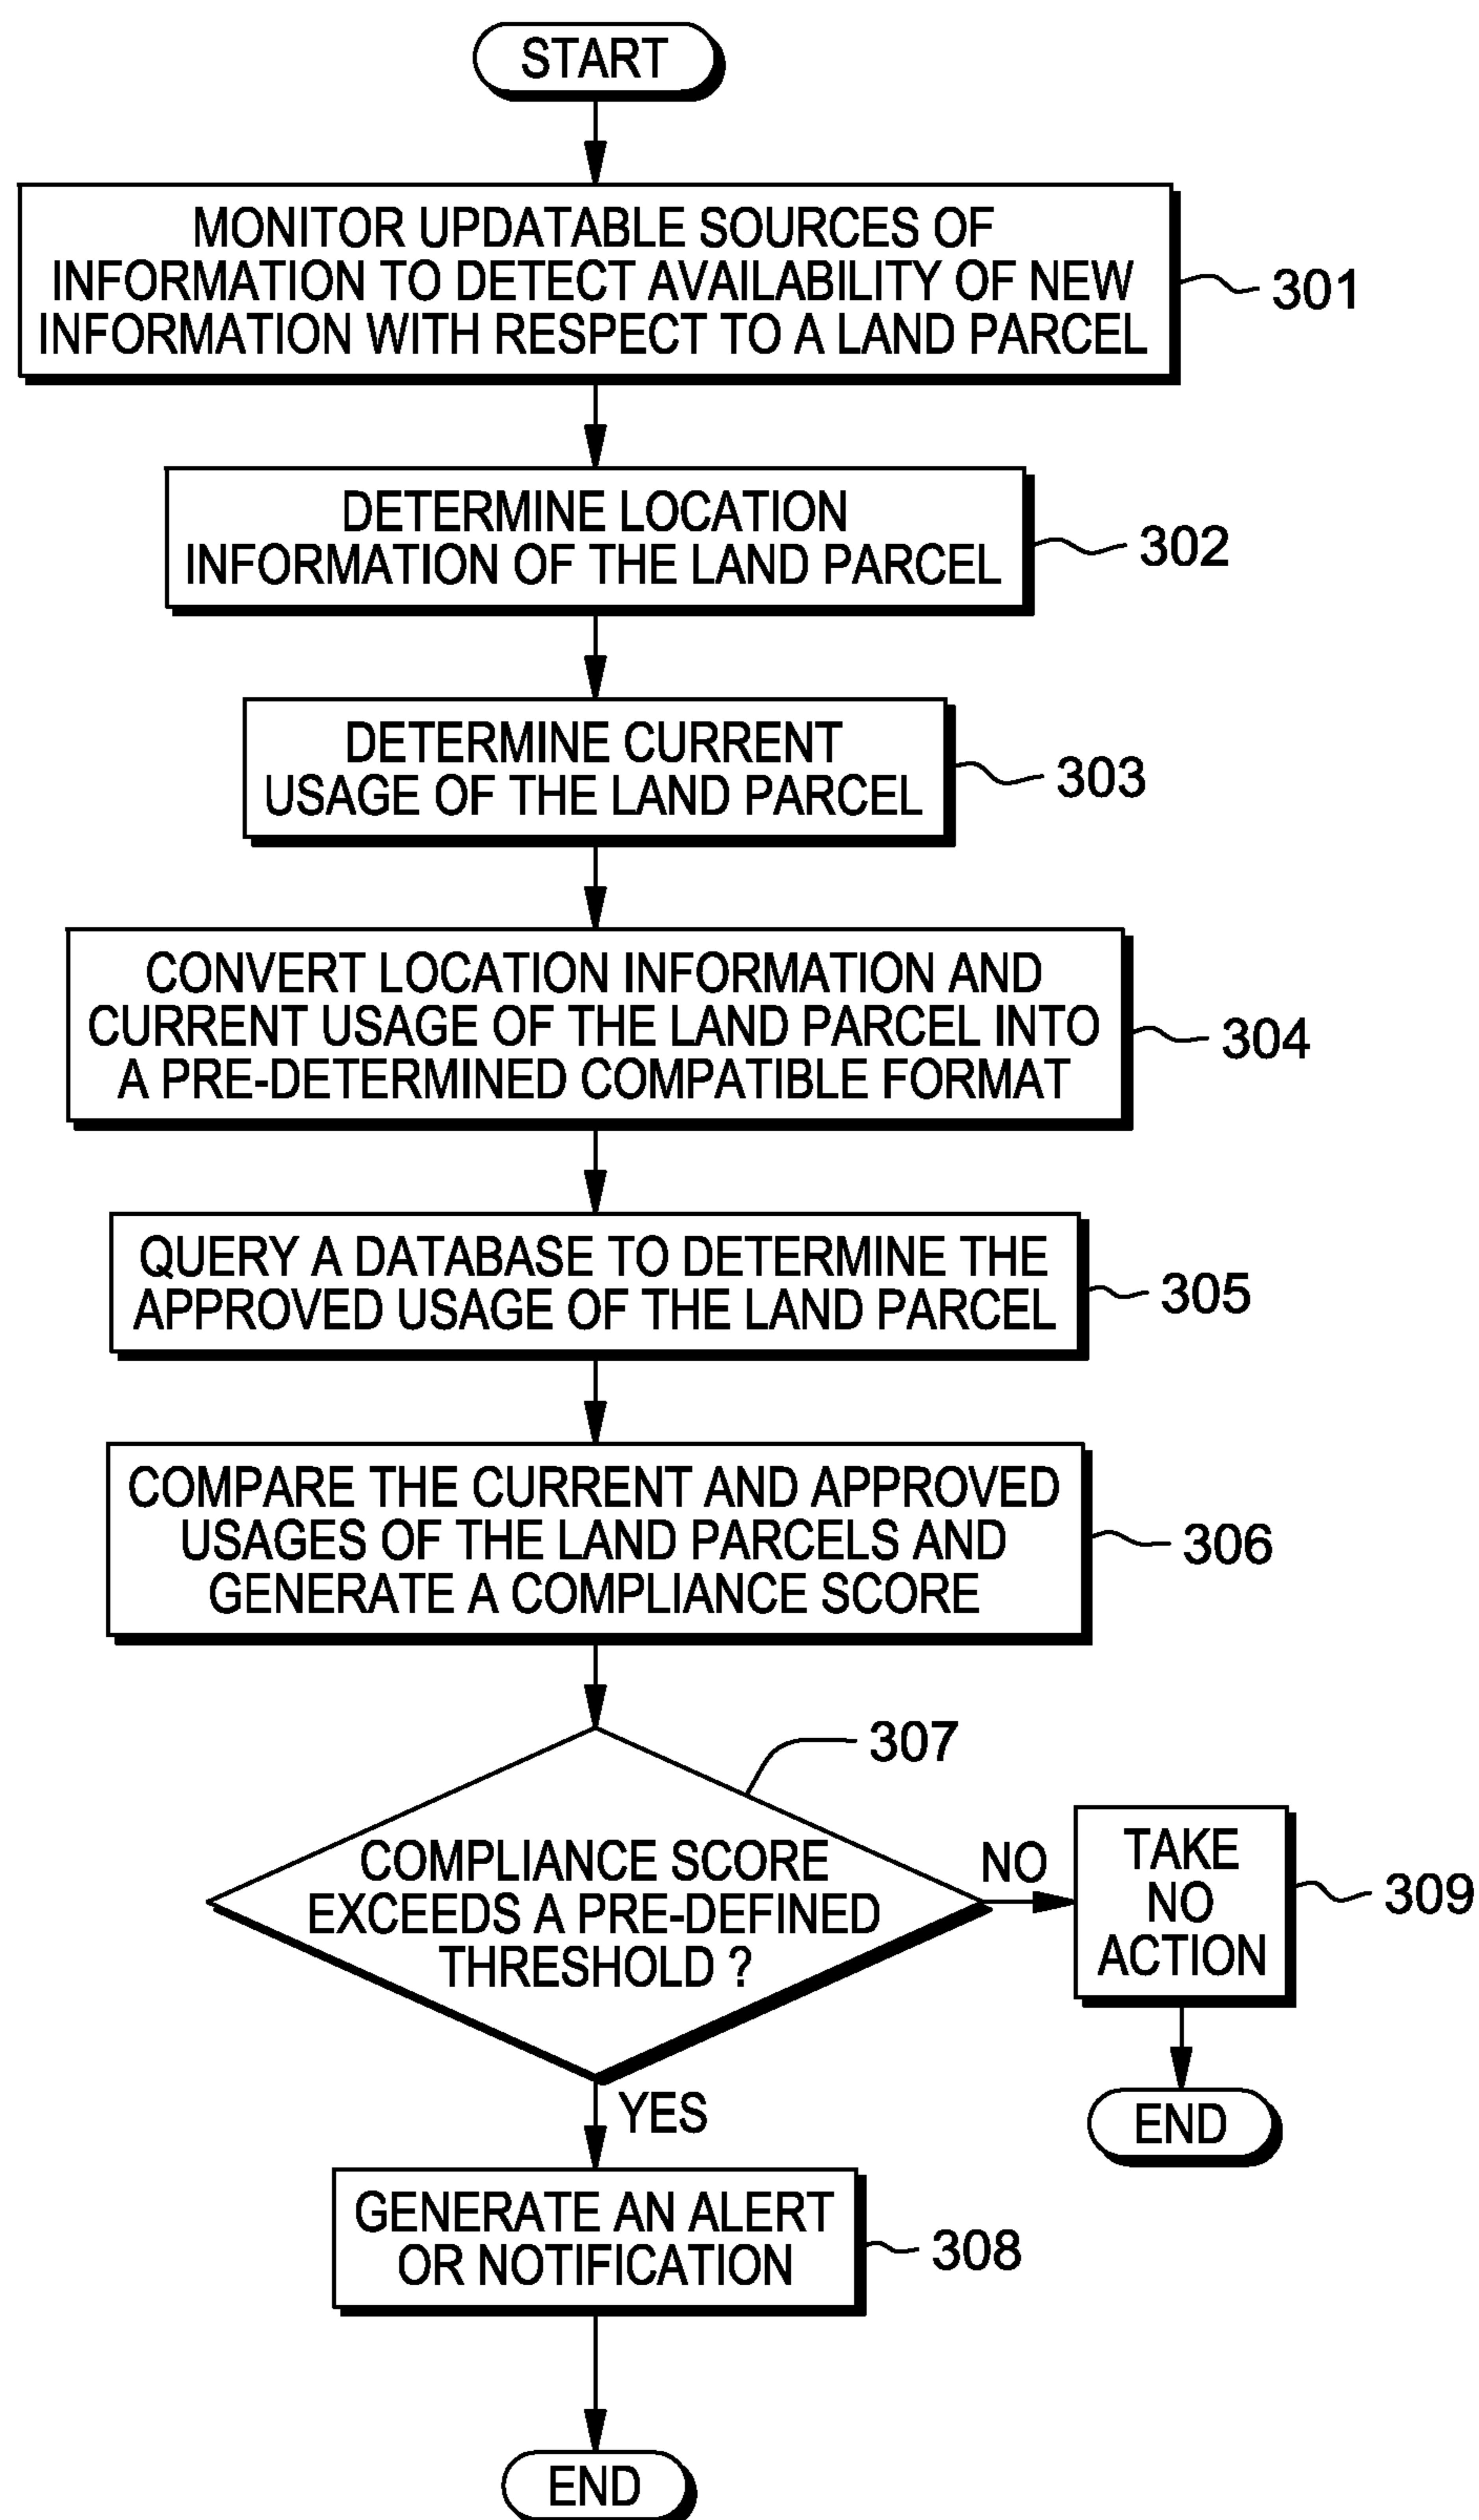 START
MONITOR UPDATABLE SOURCES OF
INFORMATION TO DETECT AVAILABILITY OF NEW
INFORMATION WITH RESPECT TO A LAND PARCEL
301
DETERMINE LOCATION
INFORMATION OF THE LAND PARCEL
302
DETERMINE CURRENT
USAGE OF THE LAND PARCEL
303
CONVERT LOCATION INFORMATION AND
CURRENT USAGE OF THE LAND PARCEL INTO
A PRE-DETERMINED COMPATIBLE FORMAT
304
QUERY A DATABASE TO DETERMINE THE
APPROVED USAGE OF THE LAND PARCEL
305
COMPARE THE CURRENT AND APPROVED
USAGES OF THE LAND PARCELS AND
GENERATE A COMPLIANCE SCORE
306
307
COMPLIANCE SCORE
EXCEEDS A PRE-DEFINED
THRESHOLD ?
NO
TAKE
NO
ACTION
309
END
YES
GENERATE AN ALERT
OR NOTIFICATION
308
END